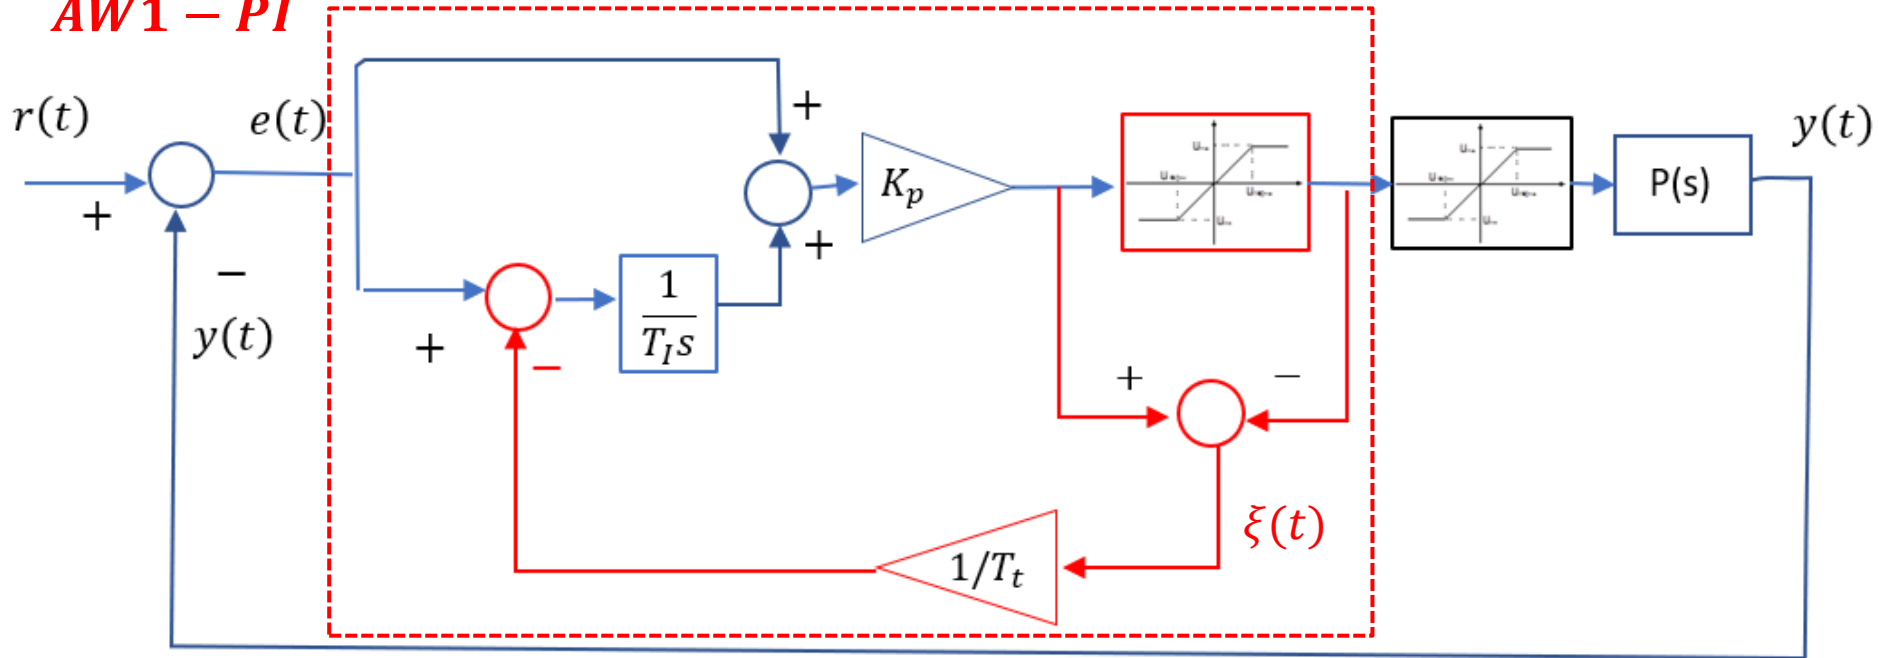 AW1 − PI
r(t)
e(t)
+
+
K_p
P(s)
y(t)
+
−
y(t)
+
−
1
T_I s
+
+
−
ξ(t)
1/T_t